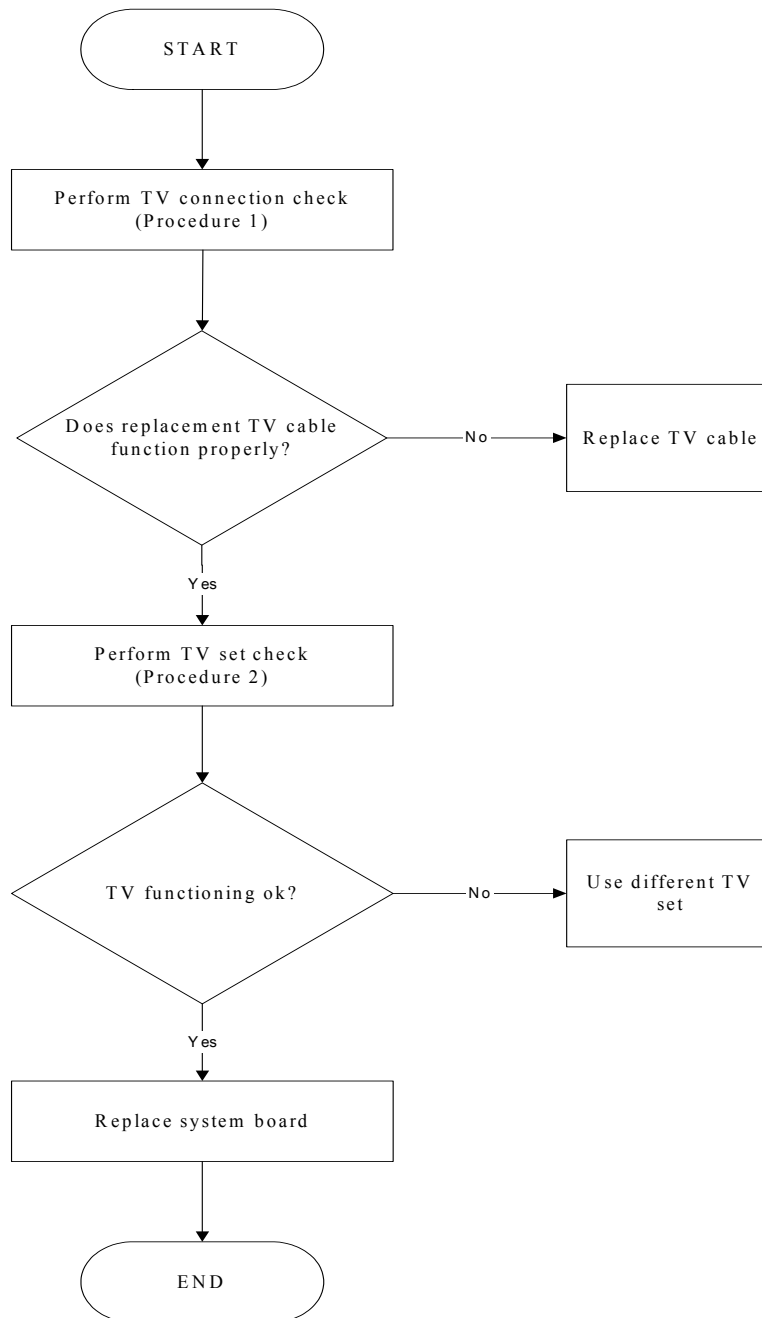 START
Perform TV connection check
(Procedure 1)
Does replacement TV cable
function properly?
No
Replace TV cable
Yes
Perform TV set check
(Procedure 2)
TV functioning ok?
No
Use different TV
set
Yes
Replace system board
END